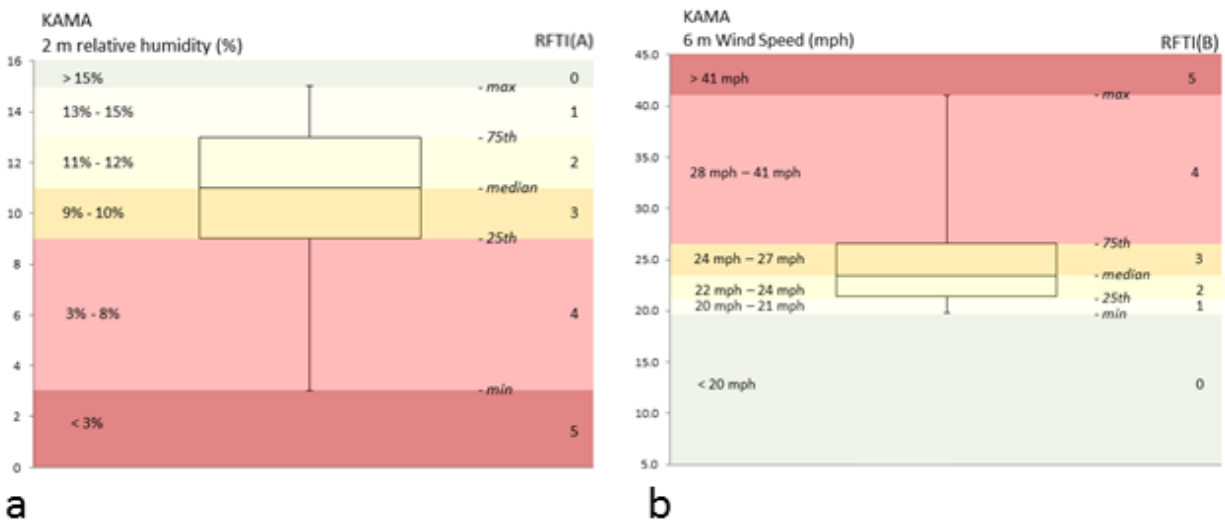 KAMA
2 m relative humidity (%)
RFTI(A)
16
> 15%
0
- max
14
13% - 15%
1
- 75th
12
11% - 12%
2
- median
10
9% - 10%
3
- 25th
8
6
3% - 8%
4
4
- min
2
< 3%
5
0
a
KAMA
6 m Wind Speed (mph)
RFTI(B)
45.0
> 41 mph
5
- max
40.0
35.0
28 mph – 41 mph
4
30.0
- 75th
25.0
24 mph – 27 mph
3
- median
22 mph – 24 mph
2
- 25th
20 mph – 21 mph
1
20.0
- min
15.0
< 20 mph
0
10.0
5.0
b